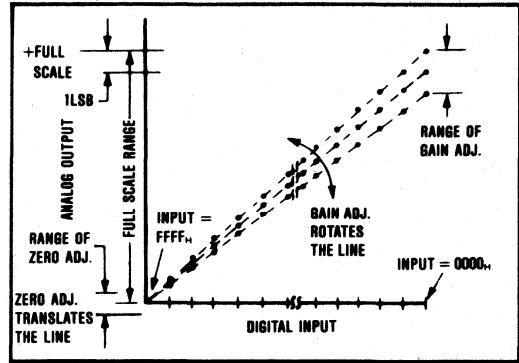 +FULL
SCALE
1LSB
ANALOG OUTPUT
FULL SCALE RANGE
RANGE OF
GAIN ADJ.
INPUT =
FFFFH
GAIN ADJ.
ROTATES
THE LINE
RANGE OF
ZERO ADJ.
INPUT = 0000H
ZERO ADJ.
TRANSLATES
THE LINE
DIGITAL INPUT